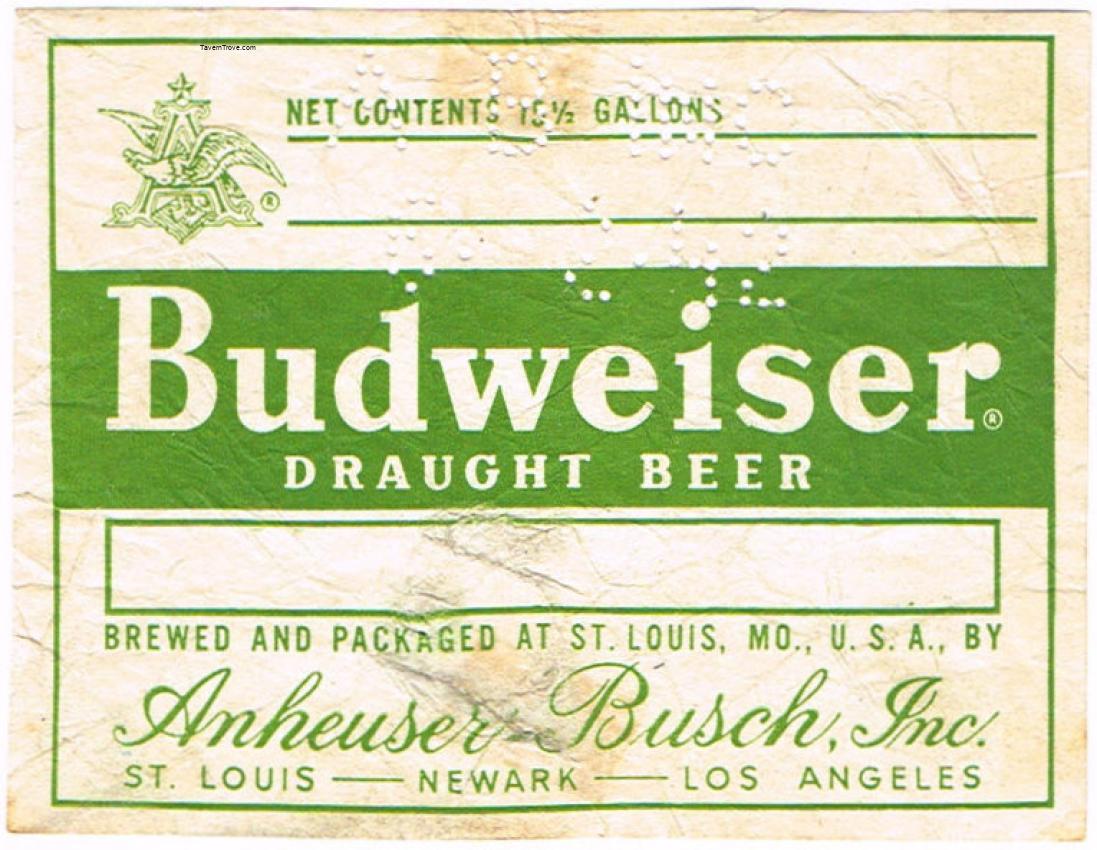 TavernTrove.com
NET CONTENTS 15½ GALLONS
®
Budweiser®
DRAUGHT BEER
BREWED AND PACKAGED AT ST. LOUIS, MO., U.S.A., BY
Anheuser-Busch, Inc.
ST. LOUIS — NEWARK — LOS ANGELES